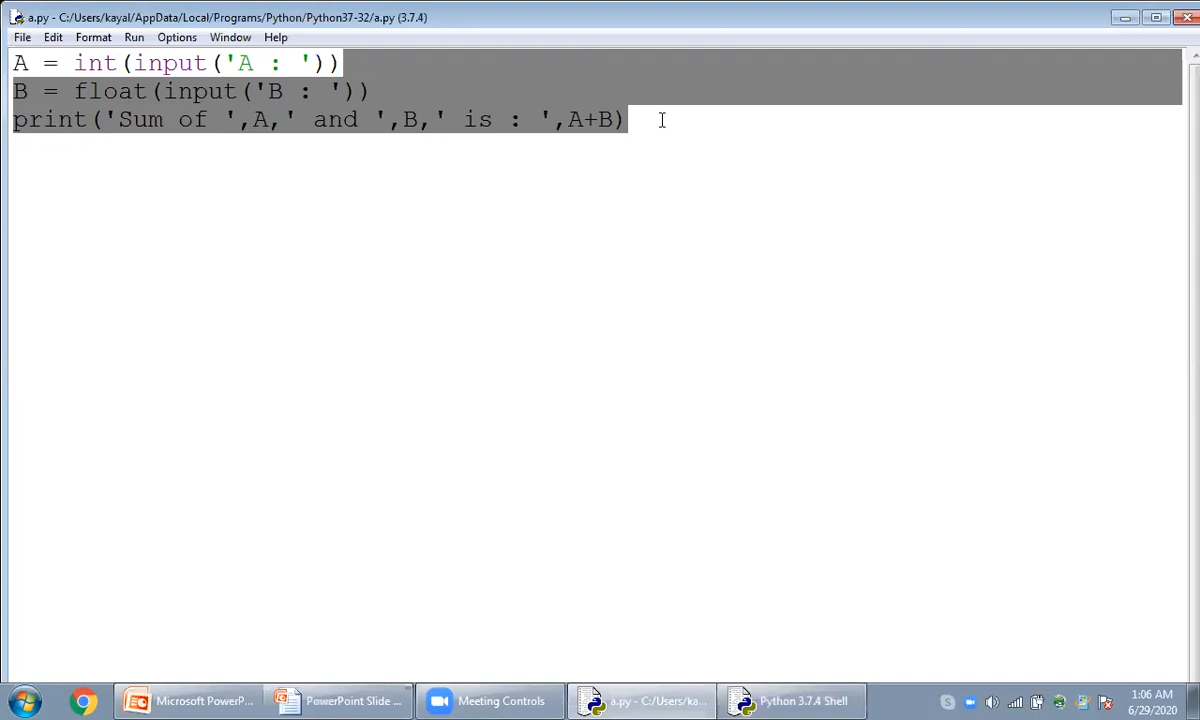 a.py - C:/Users/kayal/AppData/Local/Programs/Python/Python37-32/a.py (3.7.4)
File Edit Format Run Options Window Help
A = int(input('A : '))
B = float(input('B : '))
print('Sum of ',A,' and ',B,' is : ',A+B)
Microsoft PowerP... PowerPoint Slide ... Meeting Controls a.py - C:/Users/ka... Python 3.7.4 Shell 1:06 AM
6/29/2020